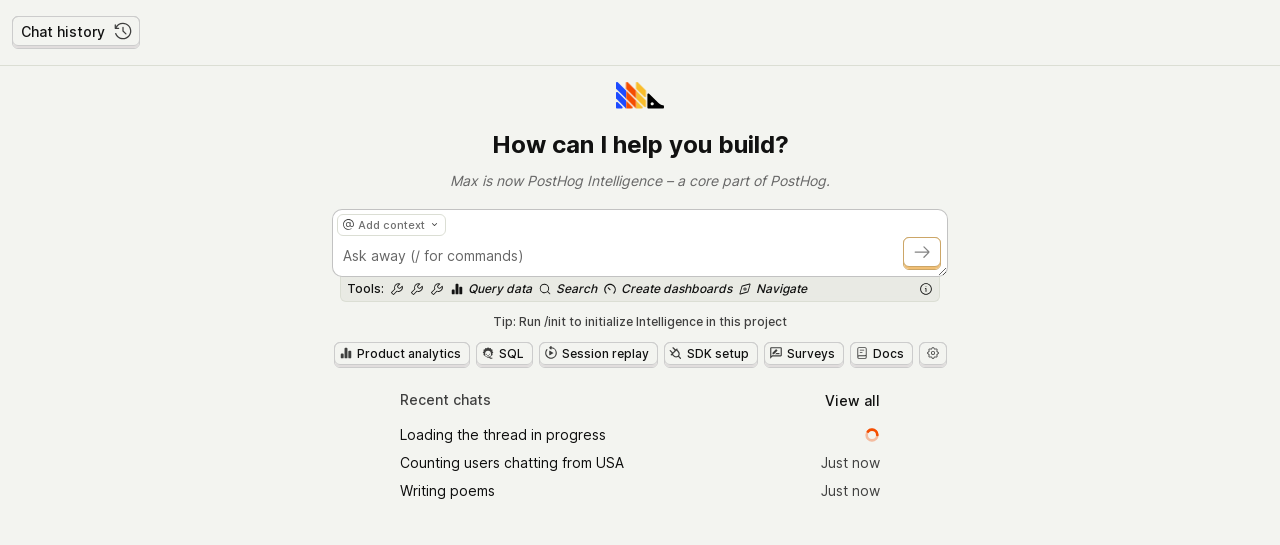 Chat history
How can I help you build?
Max is now PostHog Intelligence – a core part of PostHog.
@ Add context
Ask away (/ for commands)
Tools: Query data Search Create dashboards Navigate
Tip: Run /init to initialize Intelligence in this project
Product analytics SQL Session replay SDK setup Surveys Docs
Recent chats View all
Loading the thread in progress
Counting users chatting from USA Just now
Writing poems Just now